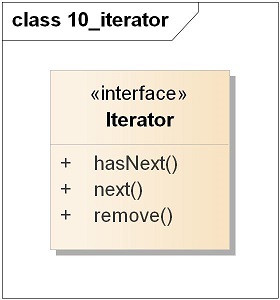 class 10_iterator
«interface»
Iterator
+ hasNext()
+ next()
+ remove()